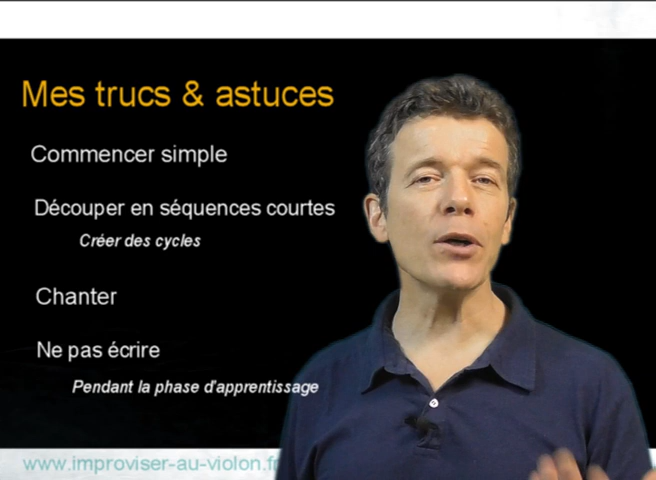 Mes trucs & astuces
Commencer simple
Découper en séquences courtes
Créer des cycles
Chanter
Ne pas écrire
Pendant la phase d'apprentissage
www.improviser-au-violon.fr